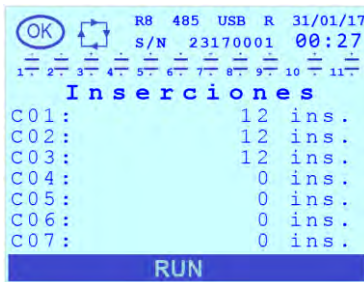 OK R8 485 USB R 31/01/17
S/N 23170001 00:27
1 2 3 4 5 6 7 8 9 10 11
Inserciones
C01: 12 ins.
C02: 12 ins.
C03: 12 ins.
C04: 0 ins.
C05: 0 ins.
C06: 0 ins.
C07: 0 ins.
RUN